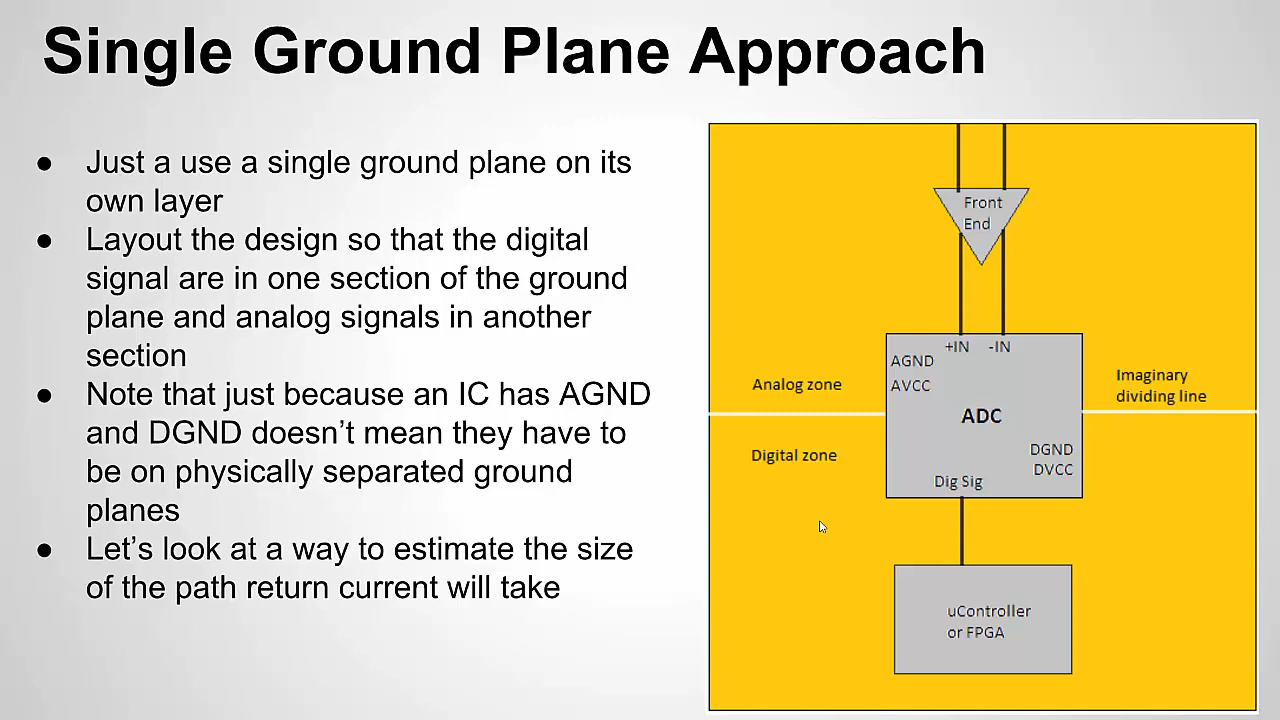 Single Ground Plane Approach
● Just a use a single ground plane on its
own layer
● Layout the design so that the digital
signal are in one section of the ground
plane and analog signals in another
section
● Note that just because an IC has AGND
and DGND doesn’t mean they have to
be on physically separated ground
planes
● Let’s look at a way to estimate the size
of the path return current will take
Front
End
+IN -IN
AGND
AVCC
ADC
DGND
DVCC
Dig Sig
Analog zone
Digital zone
Imaginary
dividing line
uController
or FPGA